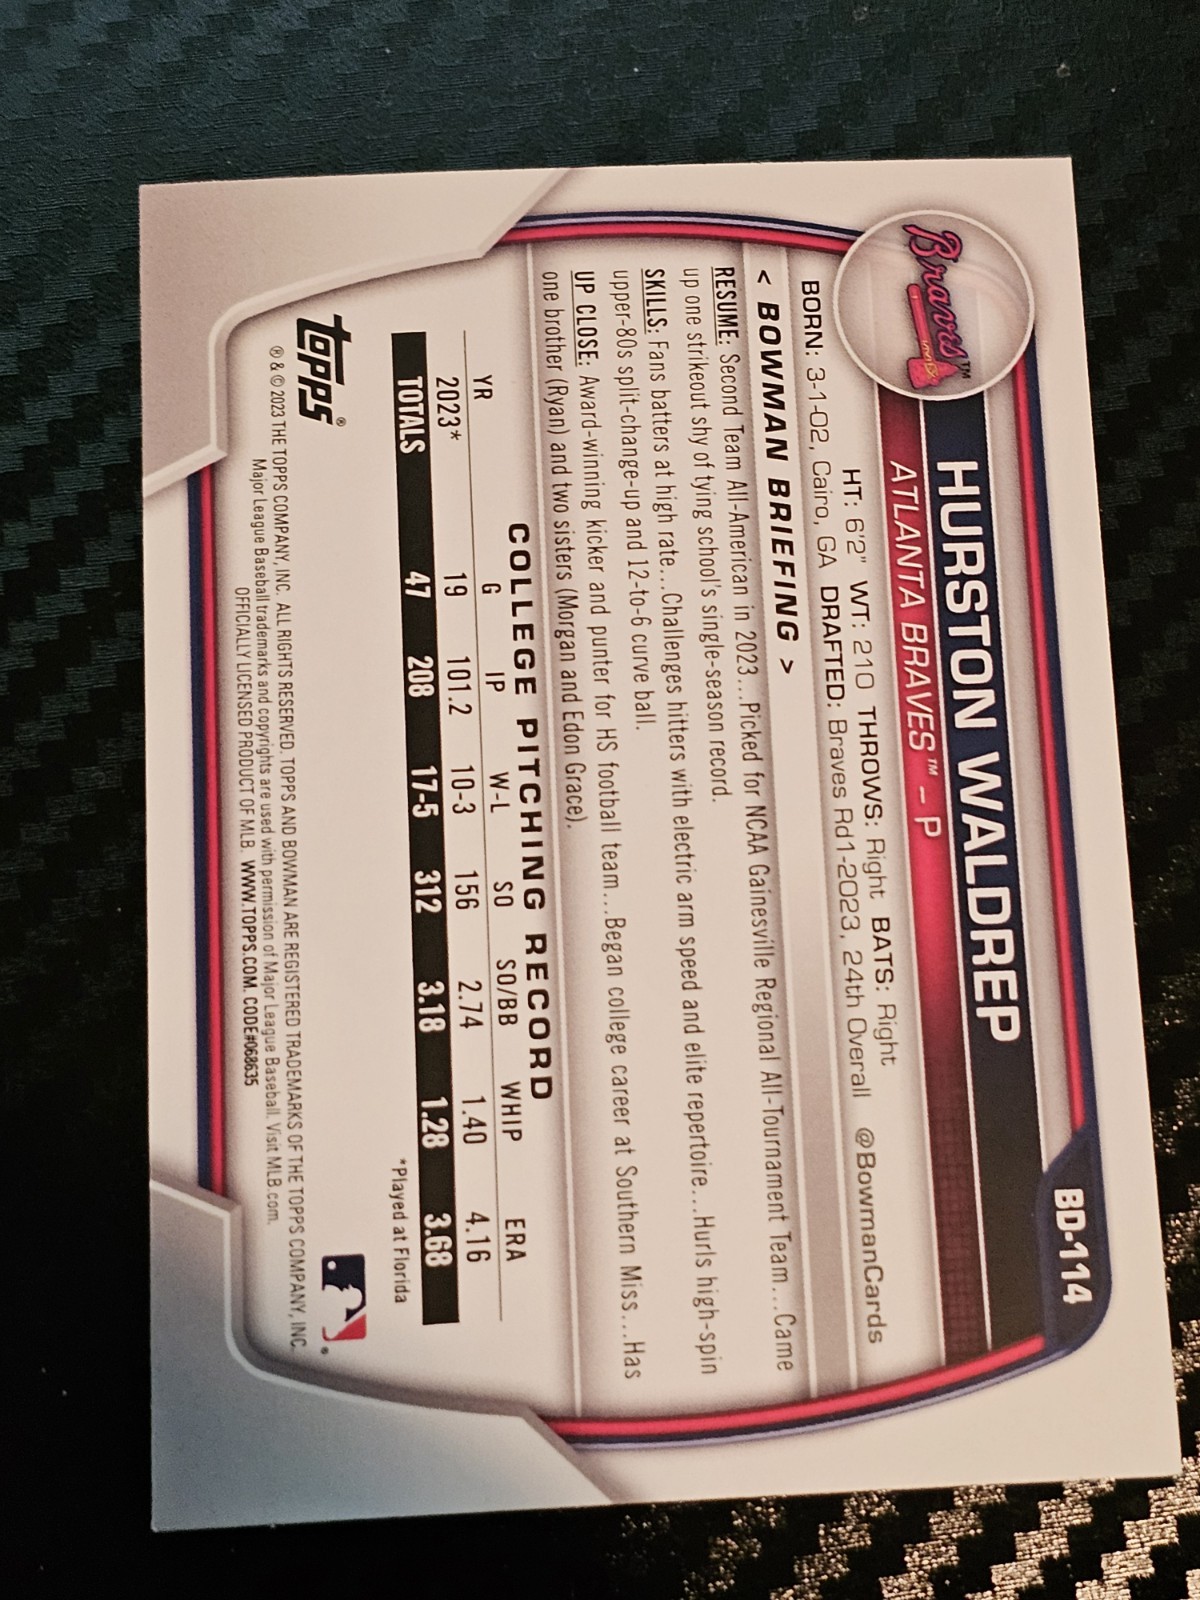 BD-114
Braves™
HURSTON WALDREP
ATLANTA BRAVES™ – P
HT: 6'2" WT: 210 THROWS: Right BATS: Right
BORN: 3-1-02, Cairo, GA DRAFTED: Braves Rd1-2023, 24th Overall @BowmanCards
< BOWMAN BRIEFING >
RESUME: Second Team All-American in 2023...Picked for NCAA Gainesville Regional All-Tournament Team...Came
up one strikeout shy of tying school's single-season record.
SKILLS: Fans batters at high rate...Challenges hitters with electric arm speed and elite repertoire...Hurls high-spin
upper-80s split-change-up and 12-to-6 curve ball.
UP CLOSE: Award-winning kicker and punter for HS football team...Began college career at Southern Miss...Has
one brother (Ryan) and two sisters (Morgan and Edon Grace).
COLLEGE PITCHING RECORD
YR G IP W-L SO SO/BB WHIP ERA
2023* 19 101.2 10-3 156 2.74 1.40 4.16
TOTALS 47 208 17-5 312 3.18 1.28 3.68
*Played at Florida
topps®
® & © 2023 THE TOPPS COMPANY, INC. ALL RIGHTS RESERVED. TOPPS AND BOWMAN ARE REGISTERED TRADEMARKS OF THE TOPPS COMPANY, INC.
Major League Baseball trademarks and copyrights are used with permission of Major League Baseball. Visit MLB.com.
OFFICIALLY LICENSED PRODUCT OF MLB. WWW.TOPPS.COM. CODE#068635